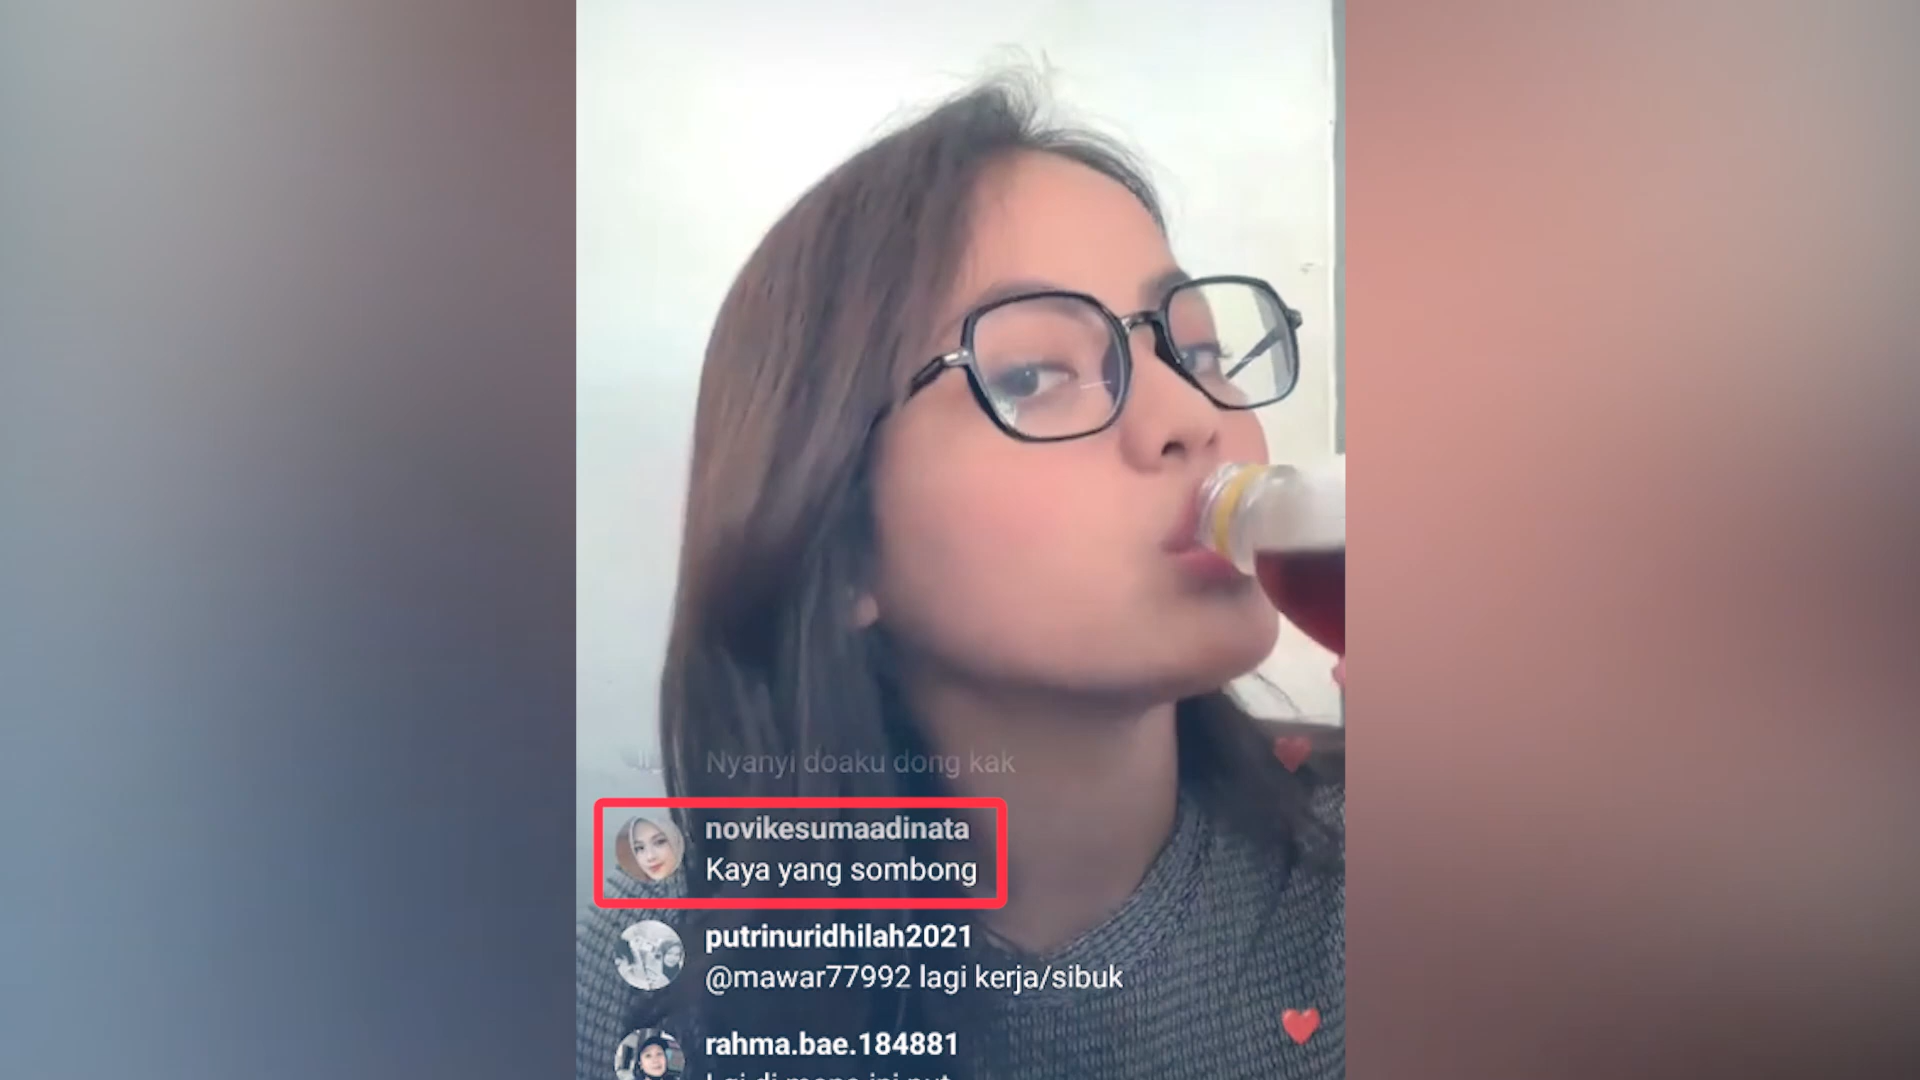 Nyanyi doaku dong kak
novikesumaadinata
Kaya yang sombong
putrinuridhilah2021
@mawar77992 lagi kerja/sibuk
rahma.bae.184881